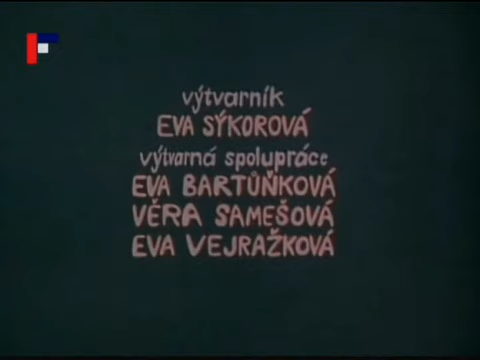 výtvarník
EVA SÝKOROVÁ
výtvarná spolupráce
EVA BARTŮŇKOVÁ
VĚRA SAMEŠOVÁ
EVA VEJRAŽKOVÁ